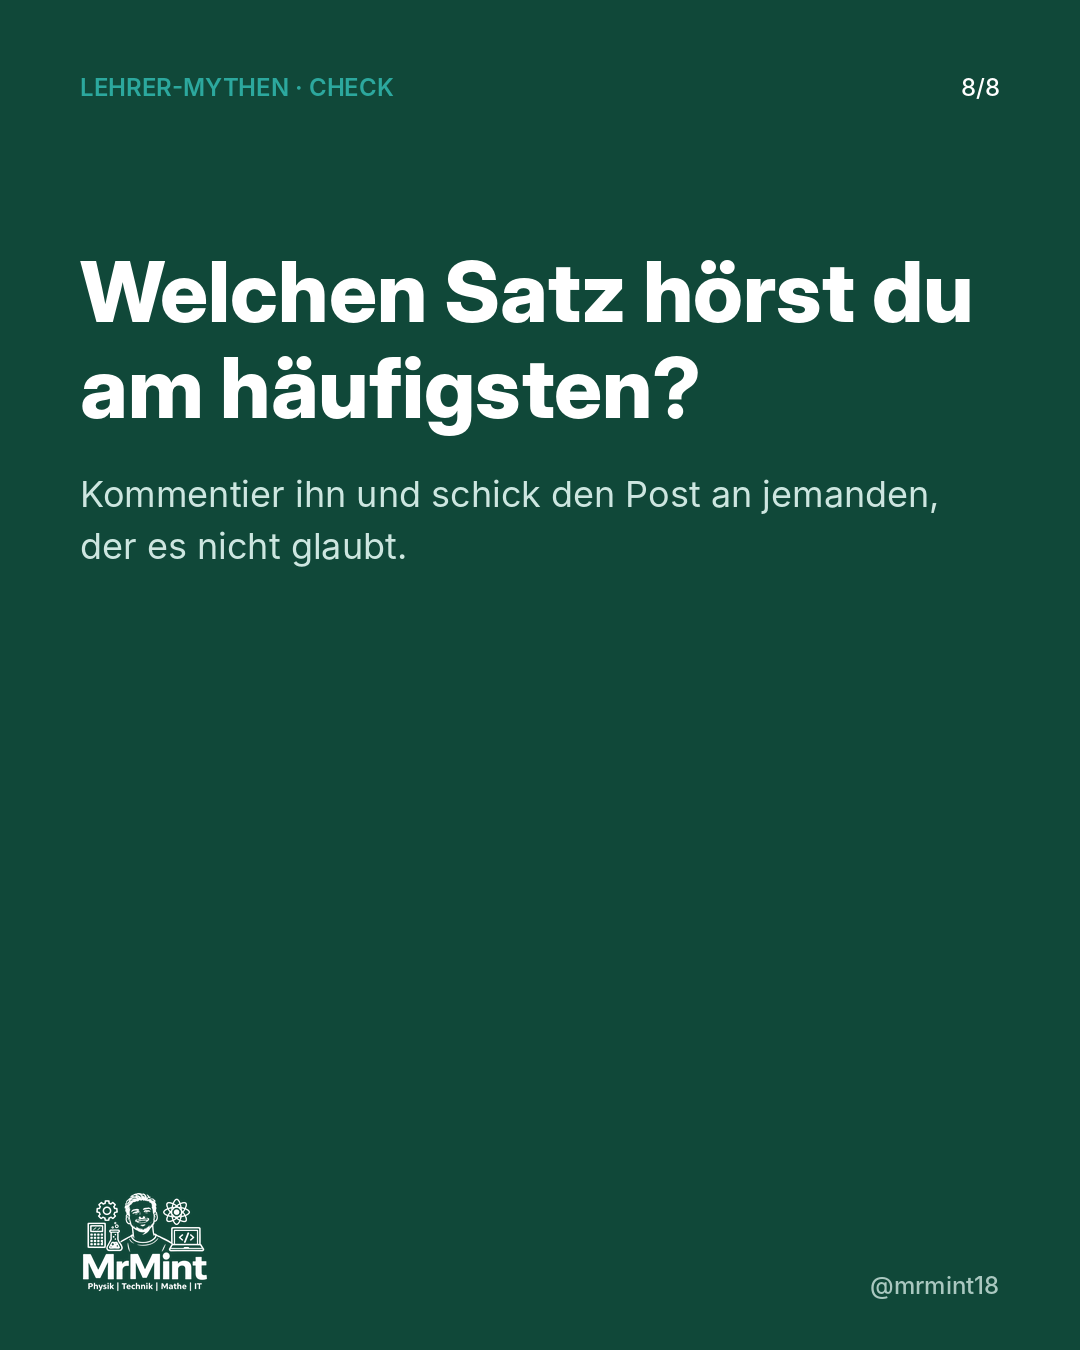 LEHRER-MYTHEN · CHECK
8/8
Welchen Satz hörst du
am häufigsten?
Kommentier ihn und schick den Post an jemanden,
der es nicht glaubt.
MrMint
Physik | Technik | Mathe | IT
@mrmint18